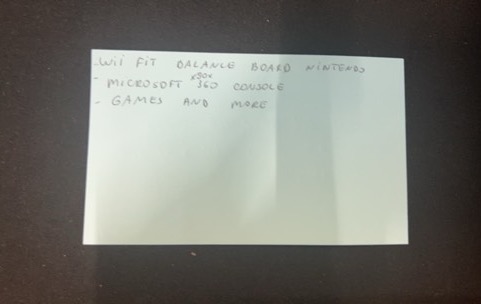 - Wii FiT BALANCE BOARD NiNTENDO
- MICROSOFT XBOX 360 CONSOLE
- GAMES AND MORE